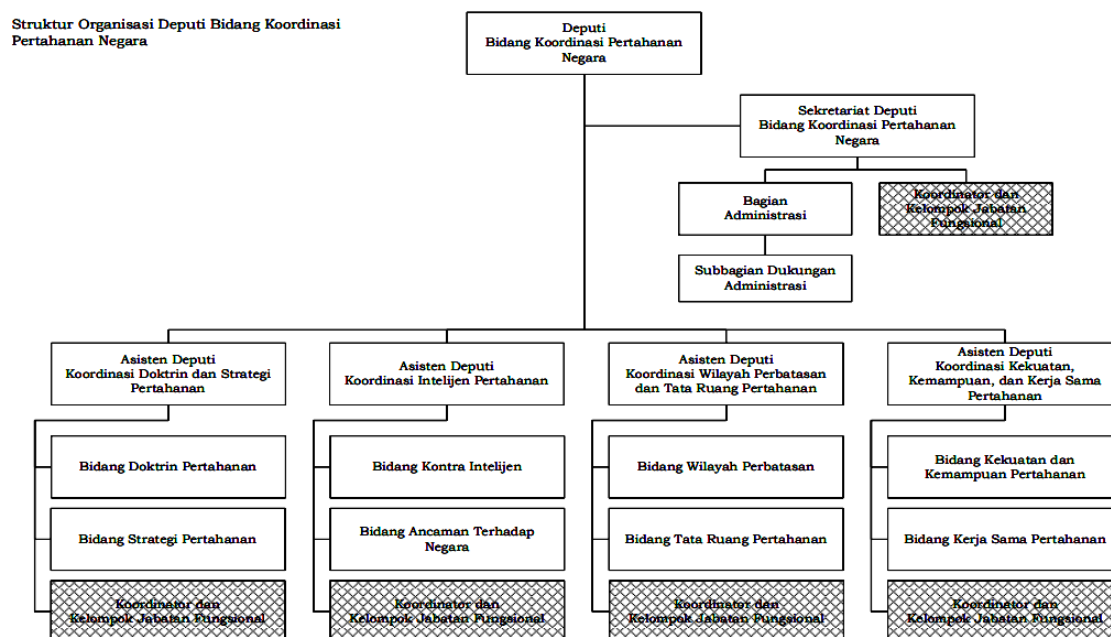 Struktur Organisasi Deputi Bidang Koordinasi
Pertahanan Negara
Deputi
Bidang Koordinasi Pertahanan
Negara
Sekretariat Deputi
Bidang Koordinasi Pertahanan
Negara
Bagian
Administrasi
Koordinator dan
Kelompok Jabatan
Fungsional
Subbagian Dukungan
Administrasi
Asisten Deputi
Koordinasi Doktrin dan Strategi
Pertahanan
Asisten Deputi
Koordinasi Intelijen Pertahanan
Asisten Deputi
Koordinasi Wilayah Perbatasan
dan Tata Ruang Pertahanan
Asisten Deputi
Koordinasi Kekuatan,
Kemampuan, dan Kerja Sama
Pertahanan
Bidang Doktrin Pertahanan
Bidang Kontra Intelijen
Bidang Wilayah Perbatasan
Bidang Kekuatan dan
Kemampuan Pertahanan
Bidang Strategi Pertahanan
Bidang Ancaman Terhadap
Negara
Bidang Tata Ruang Pertahanan
Bidang Kerja Sama Pertahanan
Koordinator dan
Kelompok Jabatan Fungsional
Koordinator dan
Kelompok Jabatan Fungsional
Koordinator dan
Kelompok Jabatan Fungsional
Koordinator dan
Kelompok Jabatan Fungsional